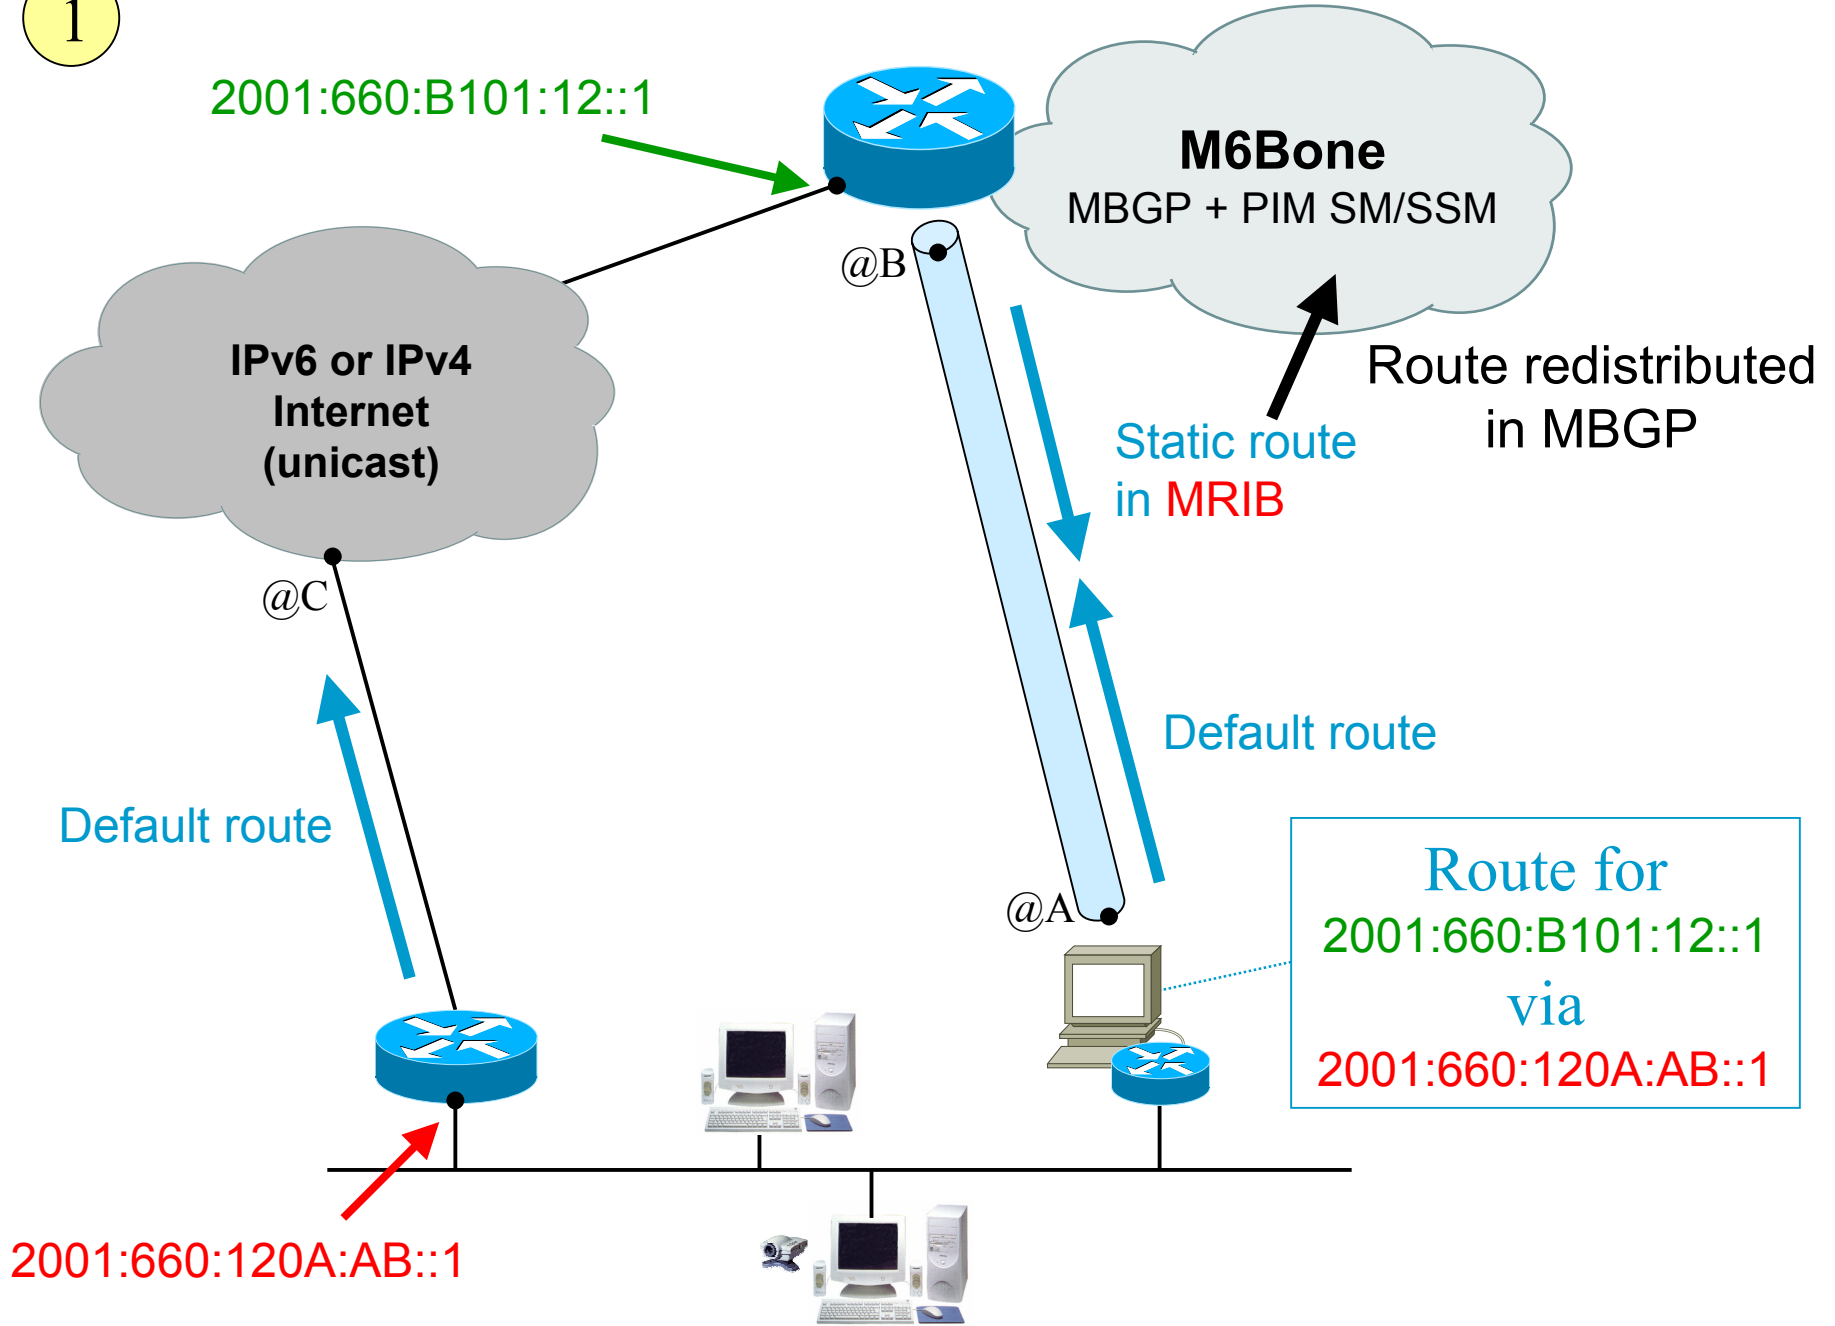 1
2001:660:B101:12::1
M6Bone
MBGP + PIM SM/SSM
@B
IPv6 or IPv4
Internet
(unicast)
Route redistributed
in MBGP
Static route
in MRIB
@C
Default route
Default route
@A
Route for
2001:660:B101:12::1
via
2001:660:120A:AB::1
2001:660:120A:AB::1